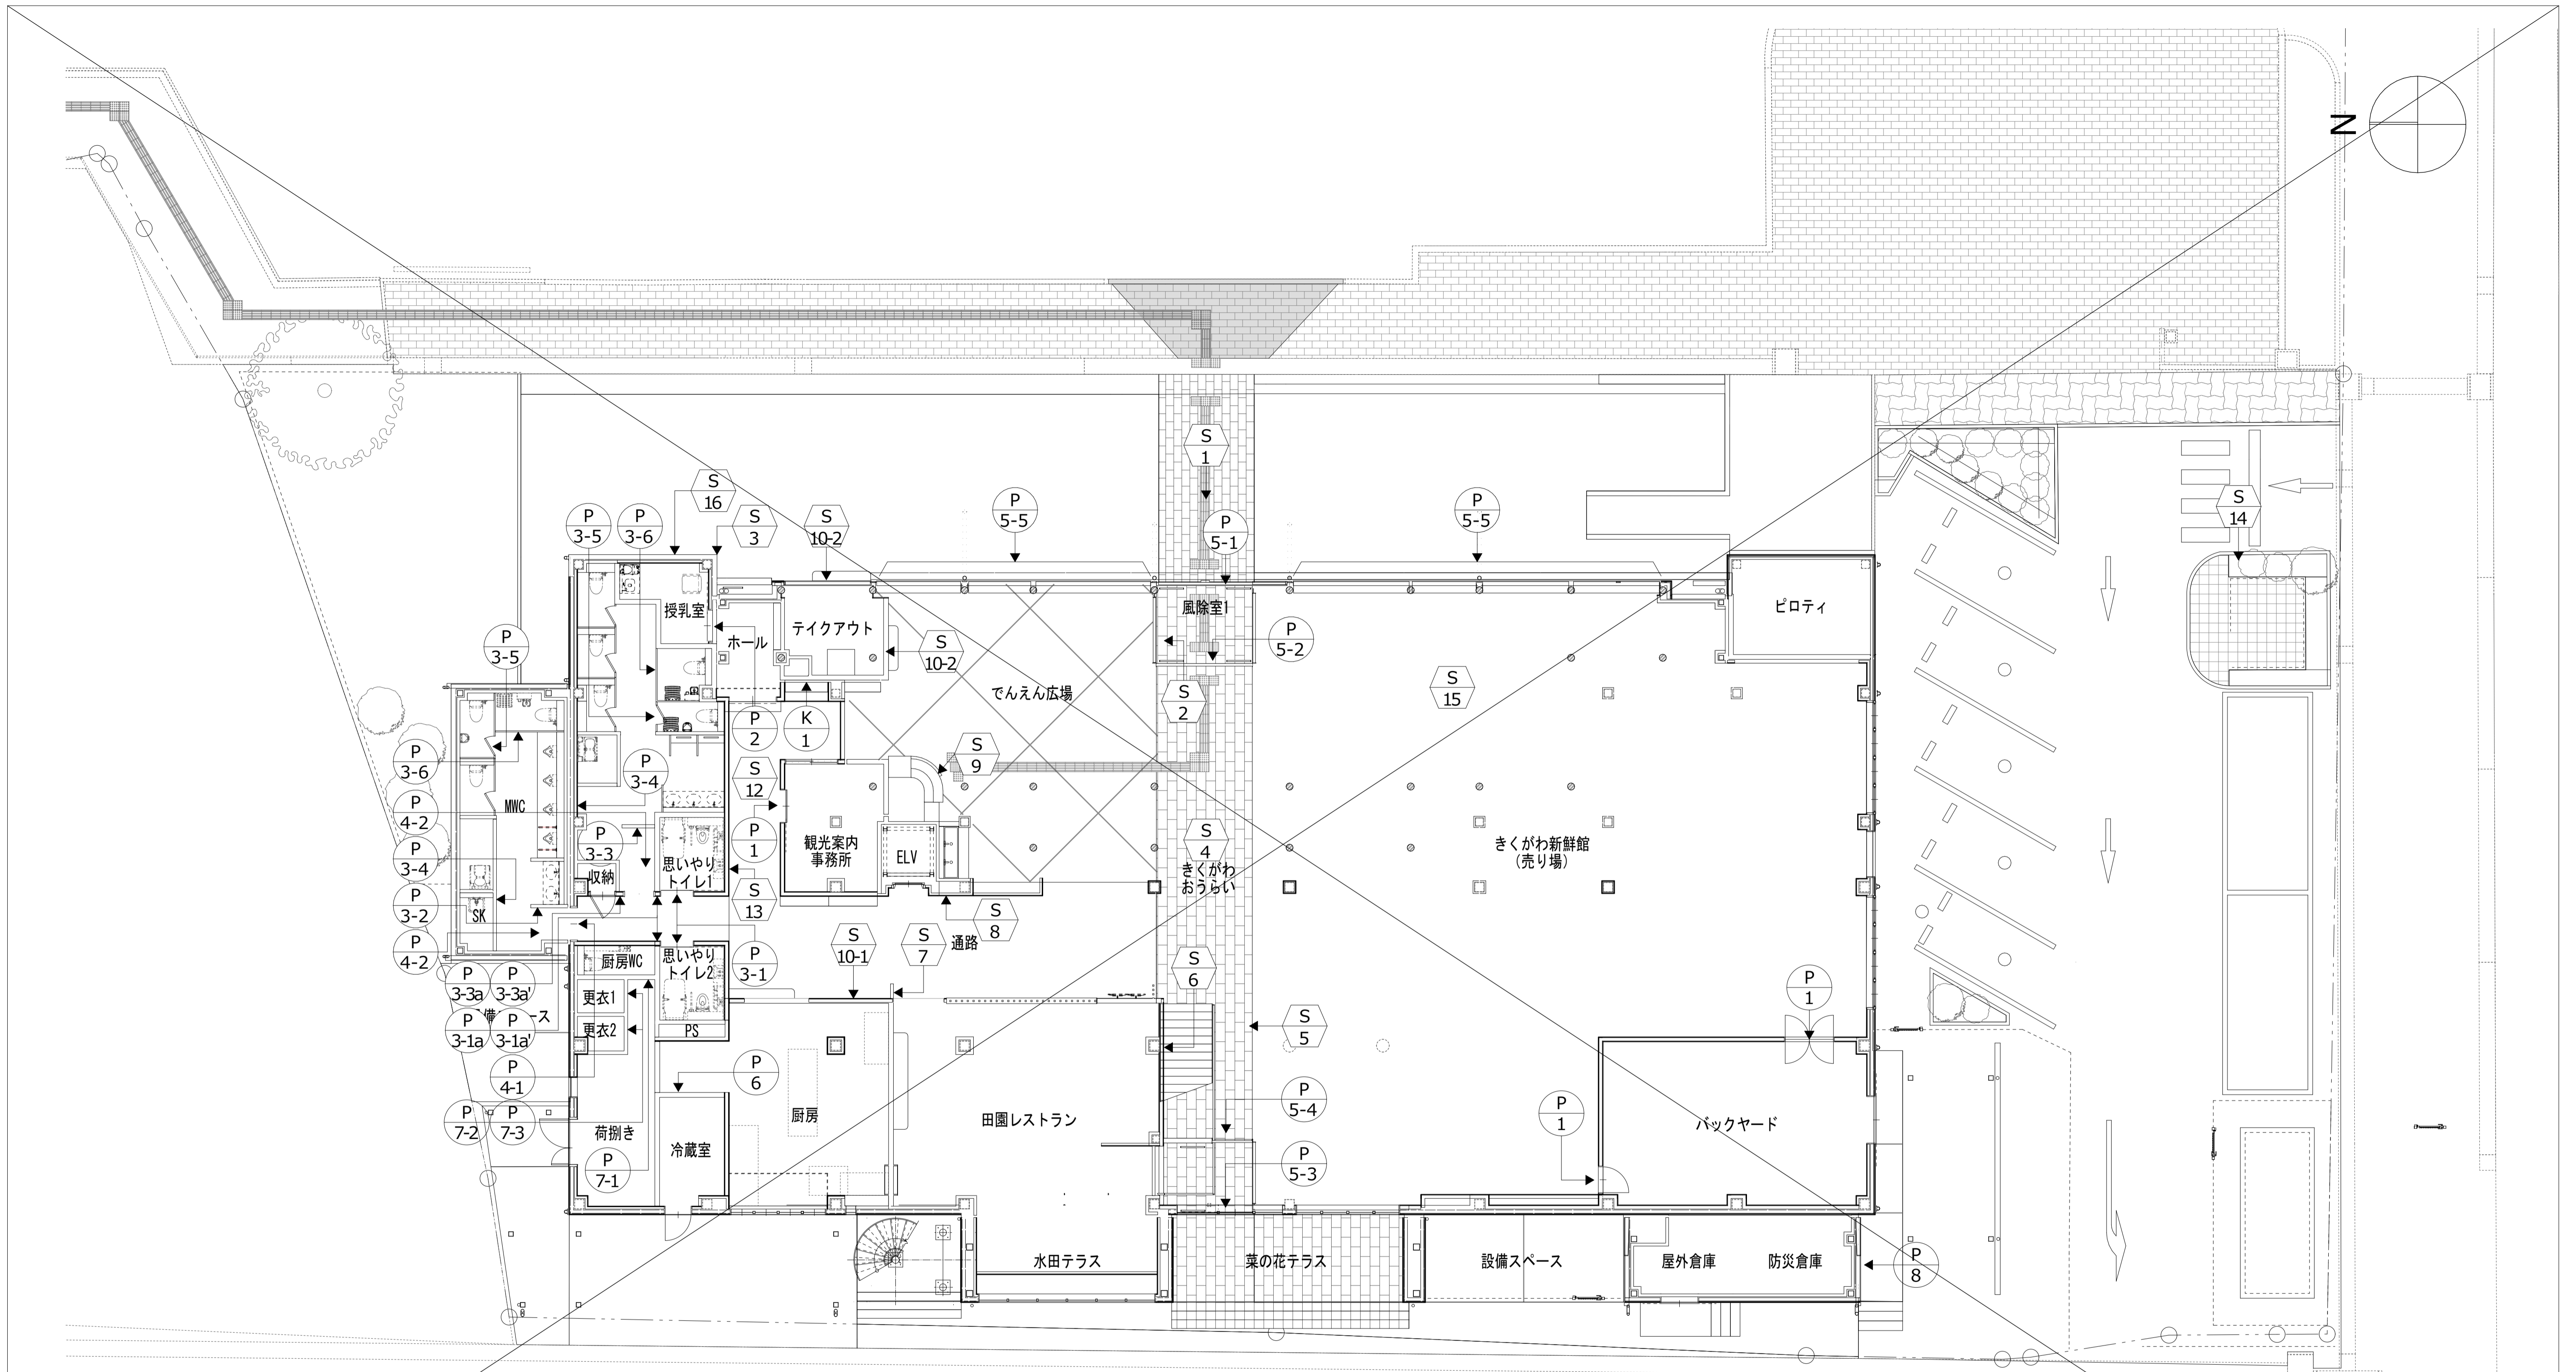 N
S
1
S
16
P
3-5
P
3-6
S
3
S
10-2
P
5-5
P
5-1
P
5-5
S
14
授乳室
ホール
テイクアウト
風除室1
ピロティ
P
3-5
S
10-2
P
5-2
でんえん広場
S
2
S
15
P
2
K
1
P
3-6
P
3-4
S
12
S
9
MWC
P
4-2
P
3-3
P
1
観光案内
事務所
ELV
S
4
きくがわ
おうらい
きくがわ新鮮館
(売り場)
P
3-4
収納
思いやり
トイレ1
P
3-2
SK
S
13
S
8
P
4-2
S
10-1
S
7
通路
厨房WC
思いやり
トイレ2
P
3-1
S
6
P
3-3a
P
3-3a'
更衣1
P
1
P
3-1a
P
3-1a'
備
ース
更衣2
PS
S
5
P
4-1
P
6
P
5-4
P
1
P
7-2
P
7-3
荷捌き
厨房
田園レストラン
バックヤード
冷蔵室
P
7-1
P
5-3
水田テラス
菜の花テラス
設備スペース
屋外倉庫
防災倉庫
P
8